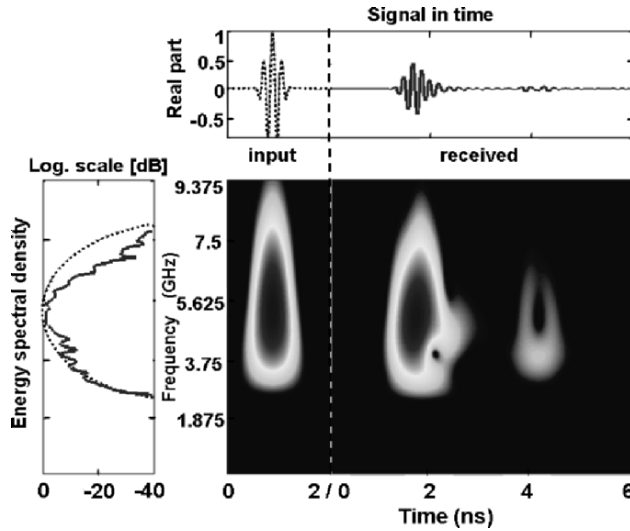 Signal in time
Real part
1
0.5
0
-0.5
Log. scale [dB]
input
received
Energy spectral density
Frequency (GHz)
9.375
7.5
5.625
3.75
1.875
0 -20 -40
0 2 / 0 2 4 6
Time (ns)